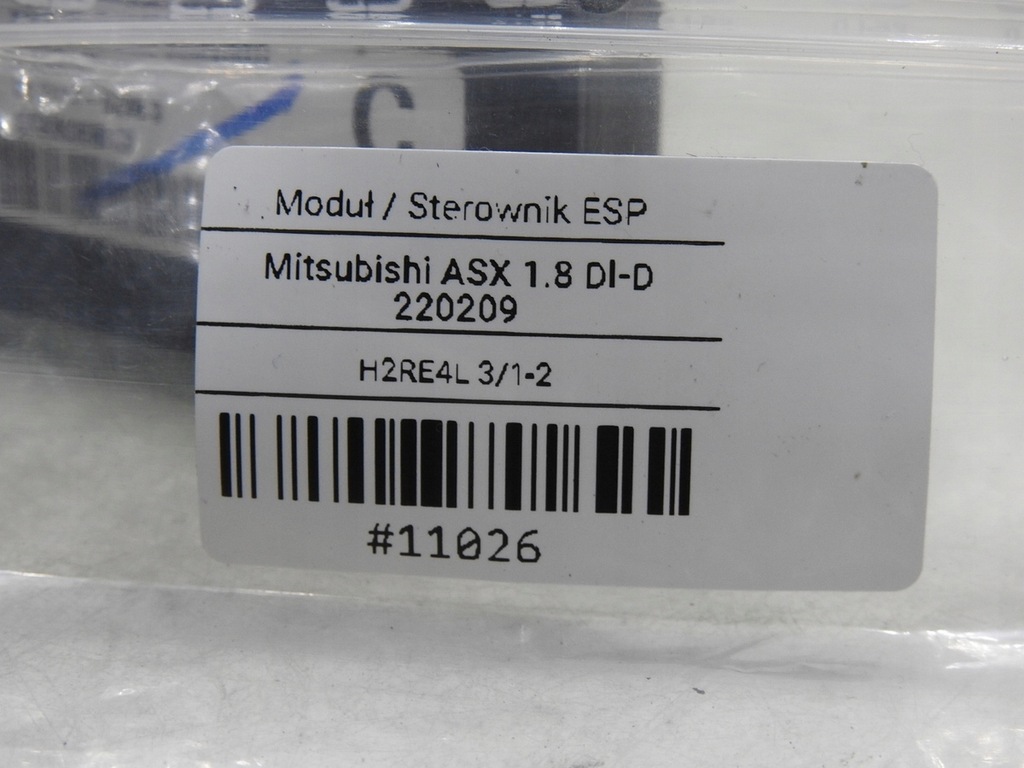 C
Moduł / Sterownik ESP
Mitsubishi ASX 1.8 DI-D
220209
H2RE4L 3/1-2
#11026